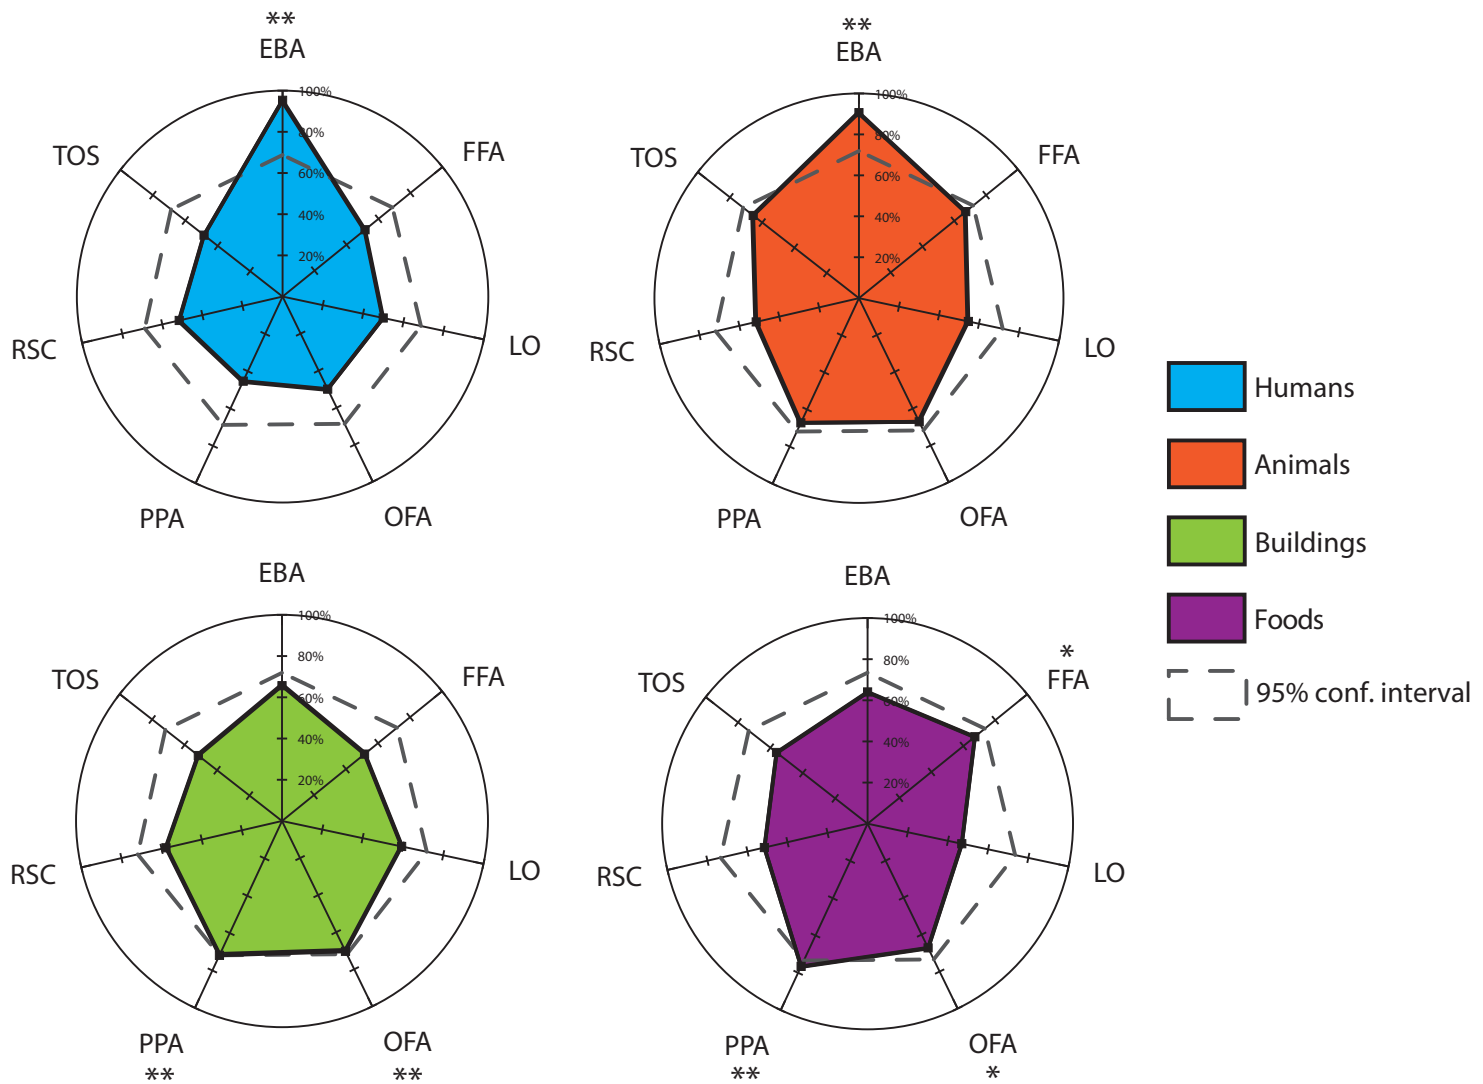 **
EBA
100%
80%
60%
40%
20%
TOS
FFA
RSC
LO
PPA
OFA
**
EBA
100%
80%
60%
40%
20%
TOS
FFA
RSC
LO
PPA
OFA
EBA
100%
80%
60%
40%
20%
TOS
FFA
RSC
LO
PPA
**
OFA
**
EBA
100%
80%
60%
40%
20%
TOS
*
FFA
RSC
LO
PPA
**
OFA
*
Humans
Animals
Buildings
Foods
95% conf. interval